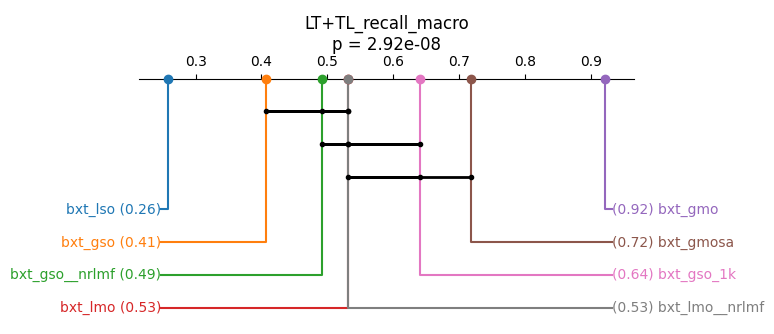 LT+TL_recall_macro
p = 2.92e-08
0.3 0.4 0.5 0.6 0.7 0.8 0.9
bxt_lso (0.26) (0.92) bxt_gmo
bxt_gso (0.41) (0.72) bxt_gmosa
bxt_gso__nrlmf (0.49) (0.64) bxt_gso_1k
bxt_lmo (0.53) (0.53) bxt_lmo__nrlmf